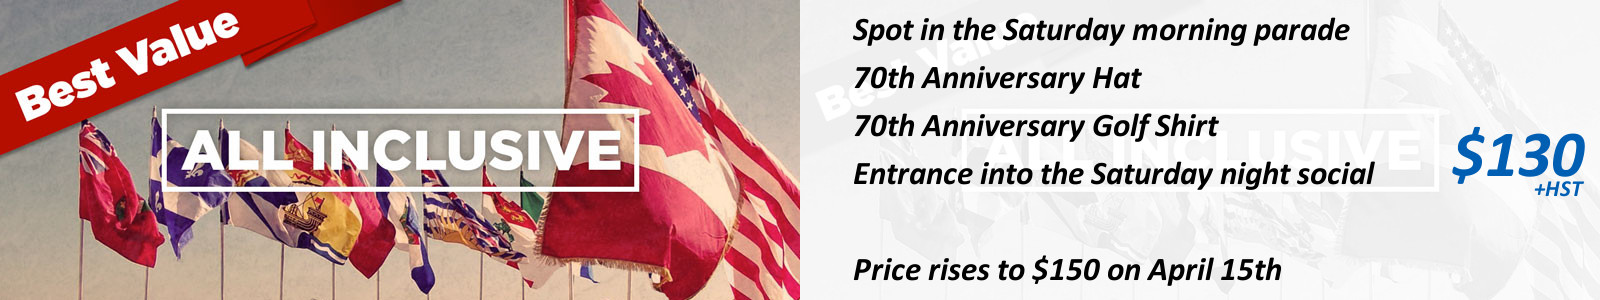 Best Value
ALL INCLUSIVE
Spot in the Saturday morning parade
70th Anniversary Hat
70th Anniversary Golf Shirt
Entrance into the Saturday night social
$130
+HST
Price rises to $150 on April 15th